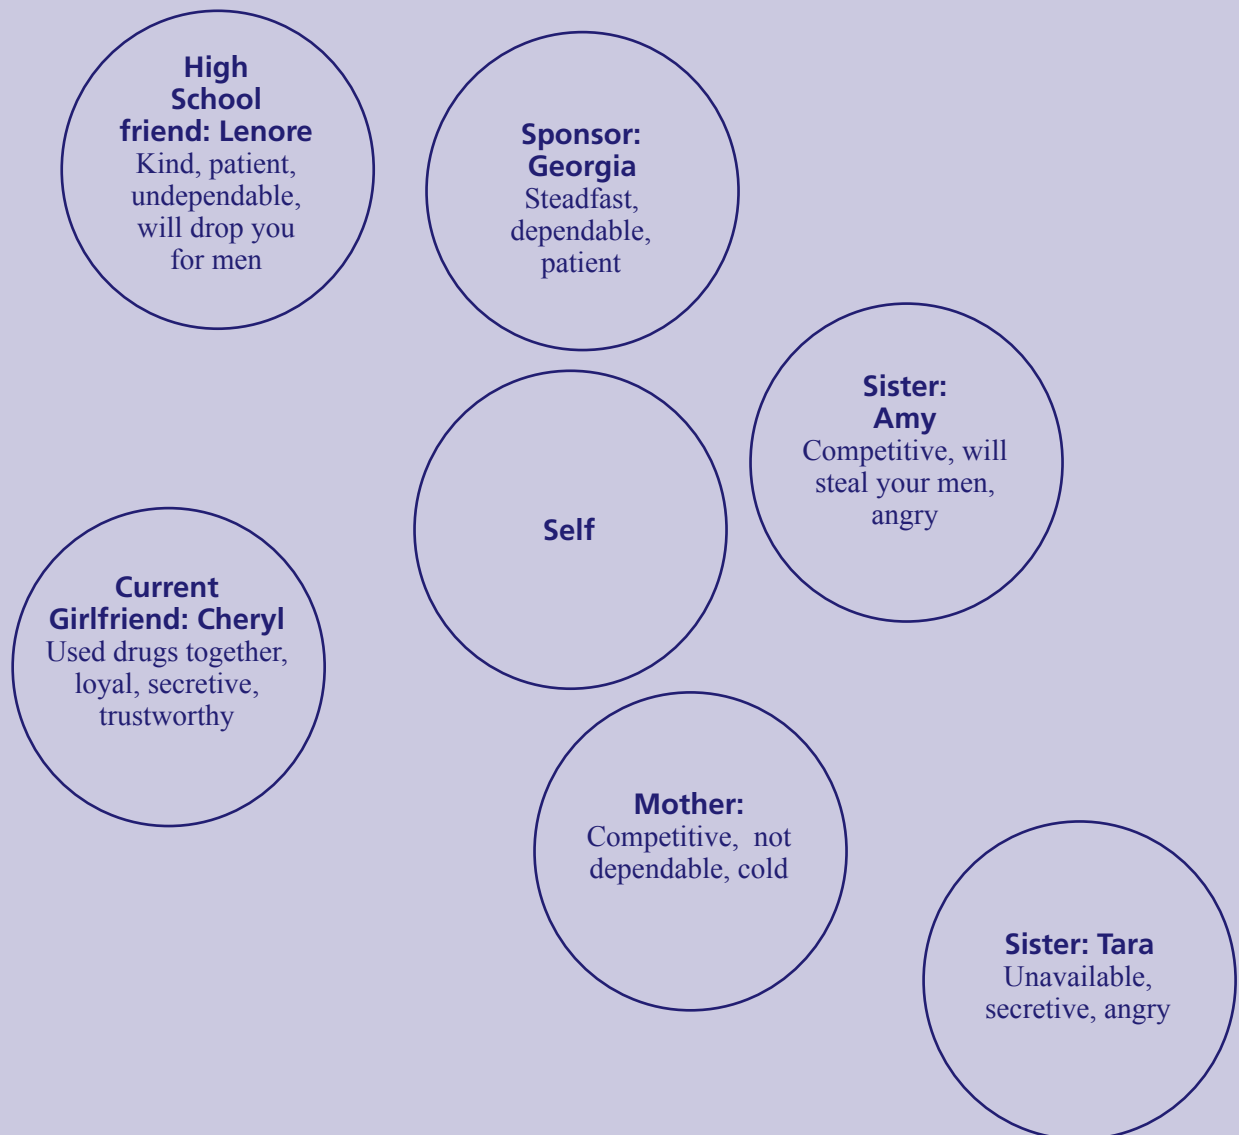 High
School
friend: Lenore
Kind, patient,
undependable,
will drop you
for men
Sponsor:
Georgia
Steadfast,
dependable,
patient
Sister:
Amy
Competitive, will
steal your men,
angry
Self
Current
Girlfriend: Cheryl
Used drugs together,
loyal, secretive,
trustworthy
Mother:
Competitive, not
dependable, cold
Sister: Tara
Unavailable,
secretive, angry